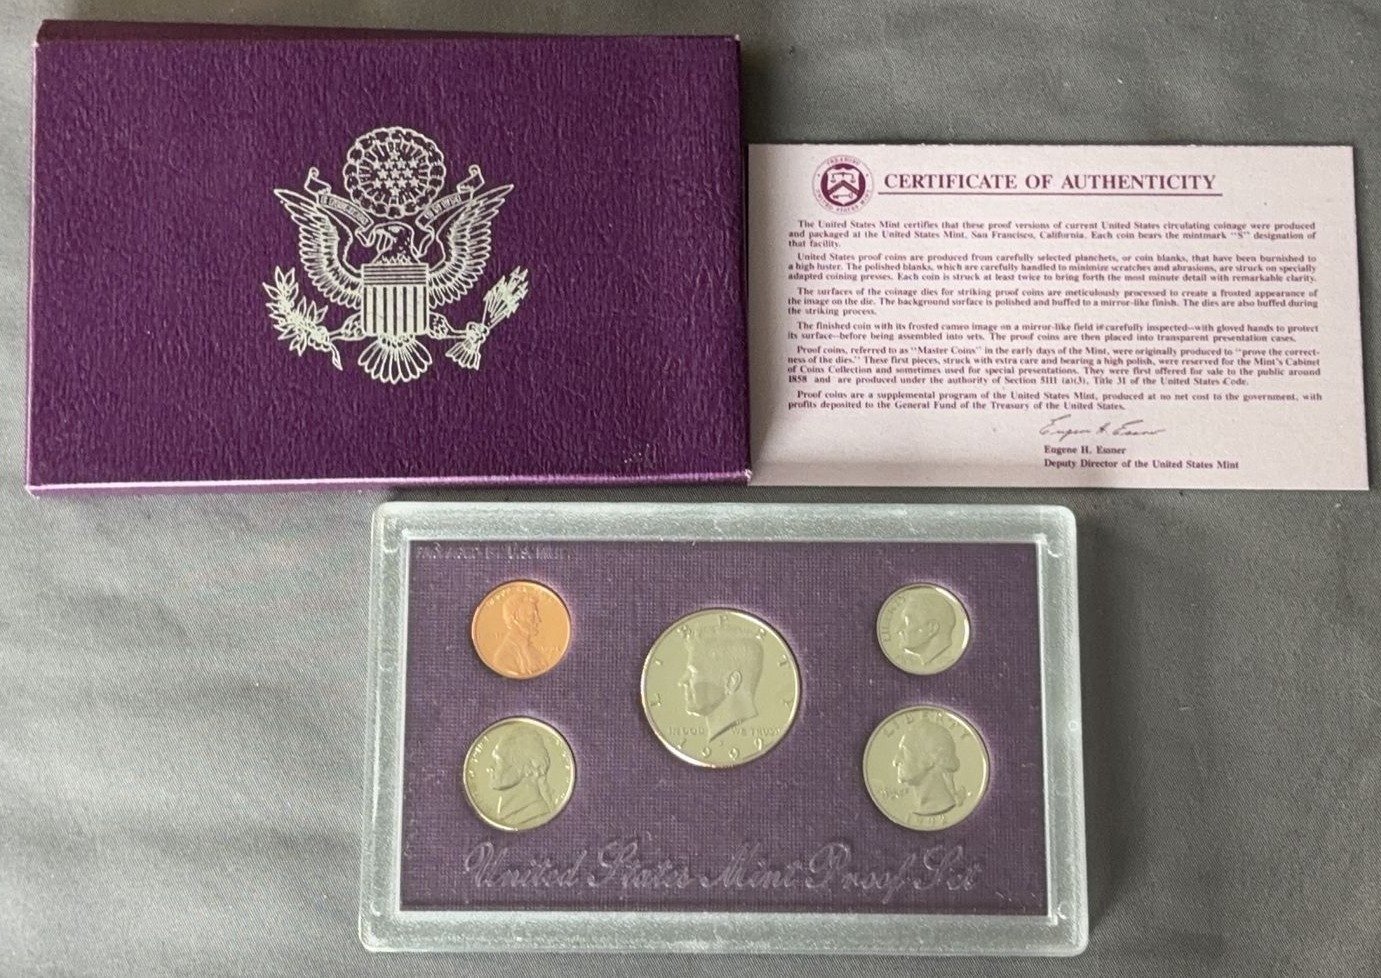 CERTIFICATE OF AUTHENTICITY
The United States Mint certifies that these proof versions of current United States circulating coinage were produced
and packaged at the United States Mint, San Francisco, California. Each coin bears the mintmark "S" designation of
that facility.
United States proof coins are produced from carefully selected planchets, or coin blanks, that have been burnished to
a high luster. The polished blanks, which are carefully handled to minimize scratches and abrasions, are struck on specially
adapted coining presses. Each coin is struck at least twice to bring forth the most minute detail with remarkable clarity.
The surfaces of the coinage dies for striking proof coins are meticulously processed to create a frosted appearance of
the image on the die. The background surface is polished and buffed to a mirror-like finish. The dies are also buffed during
the striking process.
The finished coin with its frosted cameo image on a mirror-like field is carefully inspected--with gloved hands to protect
its surface--before being assembled into sets. The proof coins are then placed into transparent presentation cases.
Proof coins, referred to as "Master Coins" in the early days of the Mint, were originally produced to "prove the correct-
ness of the dies." These first pieces, struck with extra care and bearing a high polish, were reserved for the Mint's Cabinet
of Coins Collection and sometimes used for special presentations. They were first offered for sale to the public around
1858 and are produced under the authority of Section 5111 (a)(3), Title 31 of the United States Code.
Proof coins are a supplemental program of the United States Mint, produced at no net cost to the government, with
profits deposited to the General Fund of the Treasury of the United States.
Eugene H. Essner
Eugene H. Essner
Deputy Director of the United States Mint
LIBERTY
IN GOD WE TRUST
LIBERTY
United States Mint Proof Set